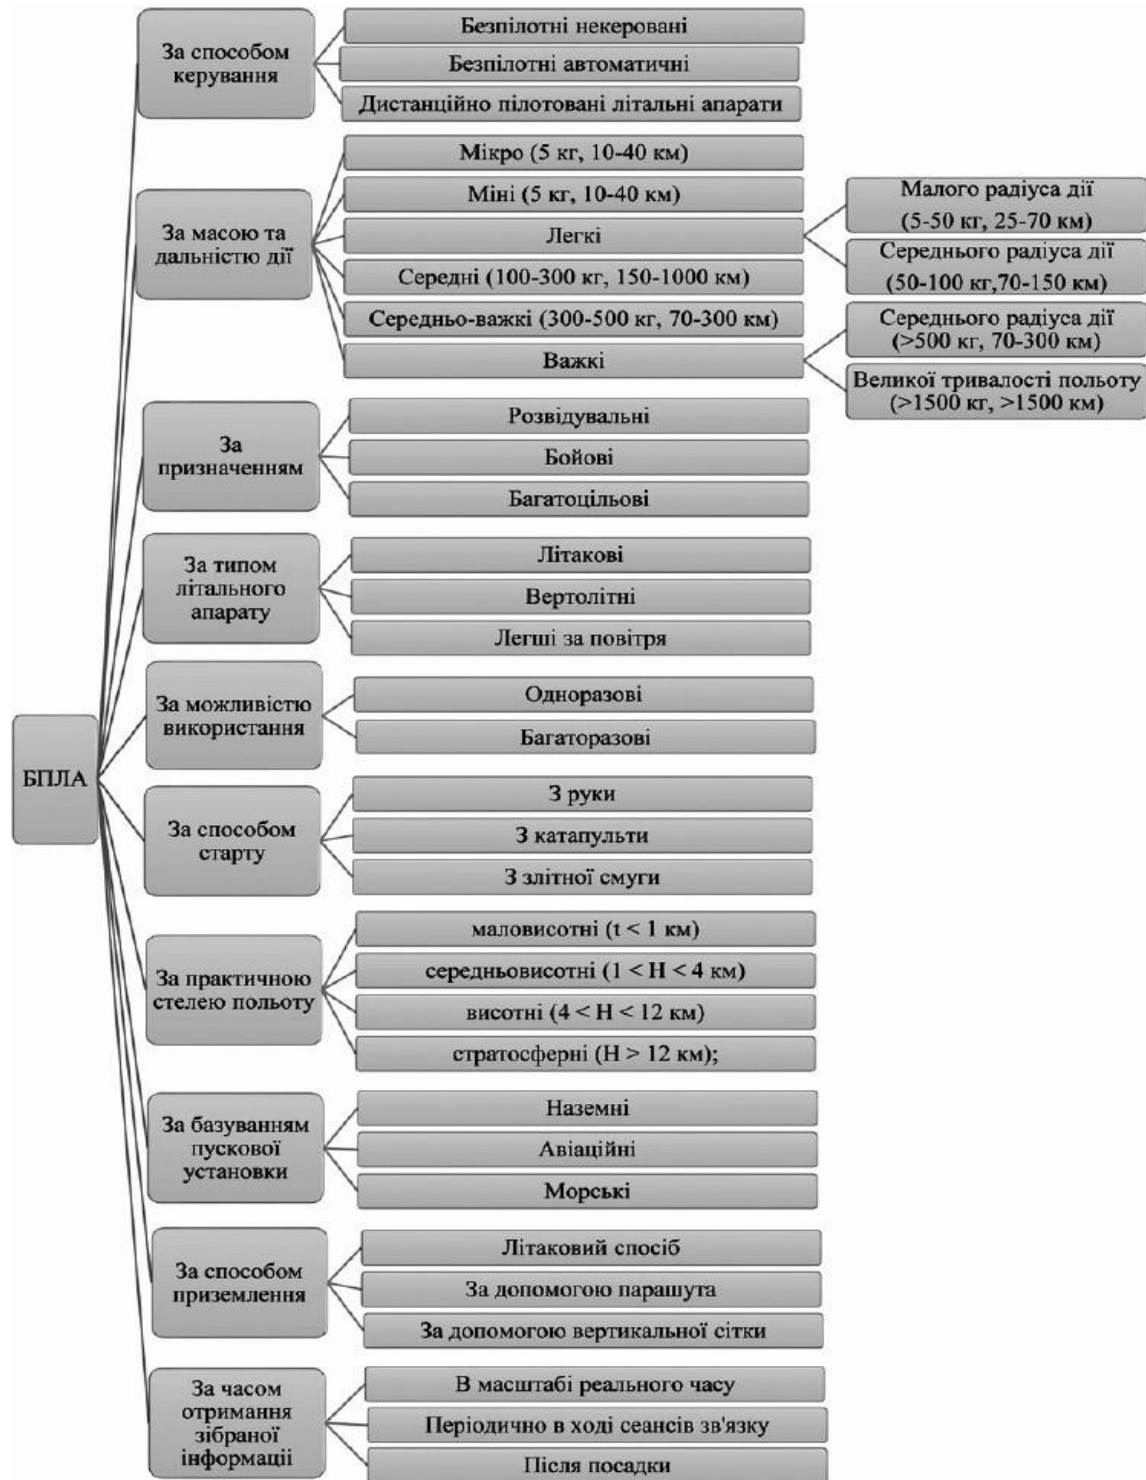 БПЛА
За способом
керування
Безпілотні некеровані
Безпілотні автоматичні
Дистанційно пілотовані літальні апарати
За масою та
дальністю дії
Мікро (5 кг, 10-40 км)
Міні (5 кг, 10-40 км)
Легкі
Малого радіуса дії
(5-50 кг, 25-70 км)
Середнього радіуса дії
(50-100 кг,70-150 км)
Середні (100-300 кг, 150-1000 км)
Середньо-важкі (300-500 кг, 70-300 км)
Важкі
Середнього радіуса дії
(>500 кг, 70-300 км)
Великої тривалості польоту
(>1500 кг, >1500 км)
За
призначенням
Розвідувальні
Бойові
Багатоцільові
За типом
літального
апарату
Літакові
Вертолітні
Легші за повітря
За можливістю
використання
Одноразові
Багаторазові
За способом
старту
З руки
З катапульти
З злітної смуги
За практичною
стелею польоту
маловисотні (t < 1 км)
середньовисотні (1 < H < 4 км)
висотні (4 < H < 12 км)
стратосферні (H > 12 км);
За базуванням
пускової
установки
Наземні
Авіаційні
Морські
За способом
приземлення
Літаковий спосіб
За допомогою парашута
За допомогою вертикальної сітки
За часом
отримання
зібраної
інформації
В масштабі реального часу
Періодично в ході сеансів зв'язку
Після посадки